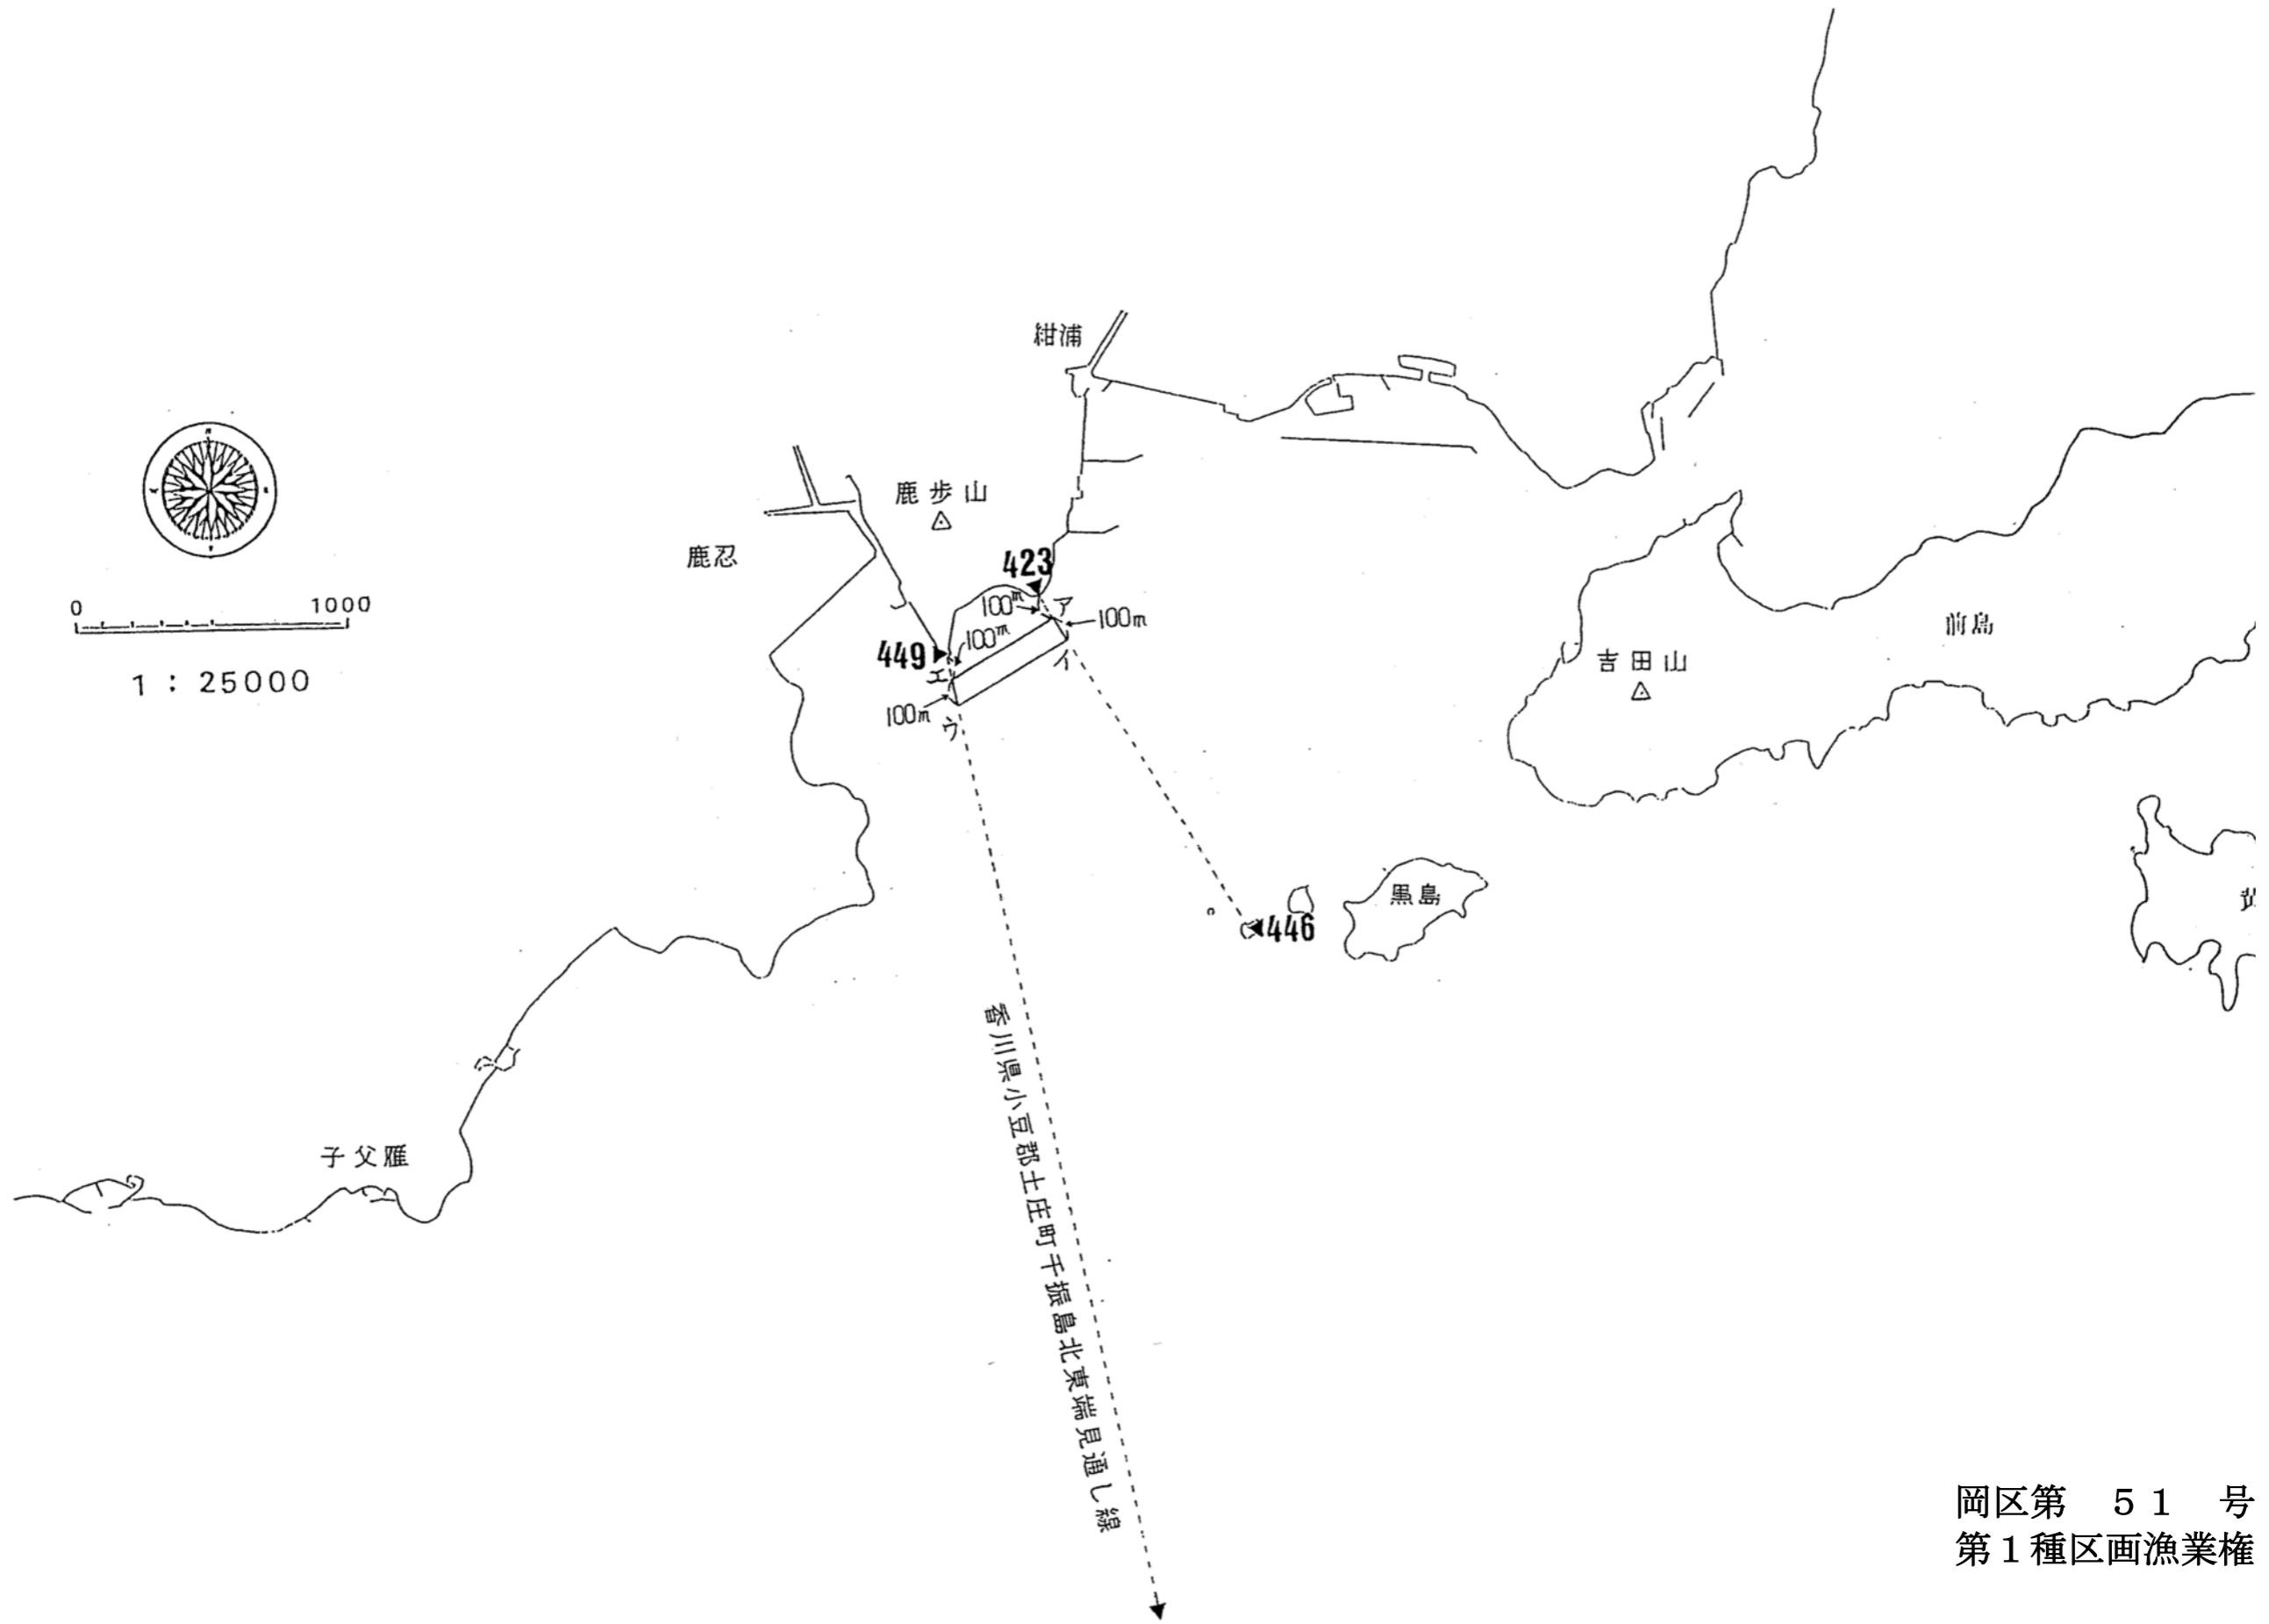 紺浦
鹿歩山
鹿忍
423
0 1000
100m
ア
100m
100m
449
エ
イ
1:25000
100m
ウ
吉田山
前島
黒島
446
香川県小豆郡土庄町千振島北東端見通し線
子父雁
岡区第 51 号
第1種区画漁業権